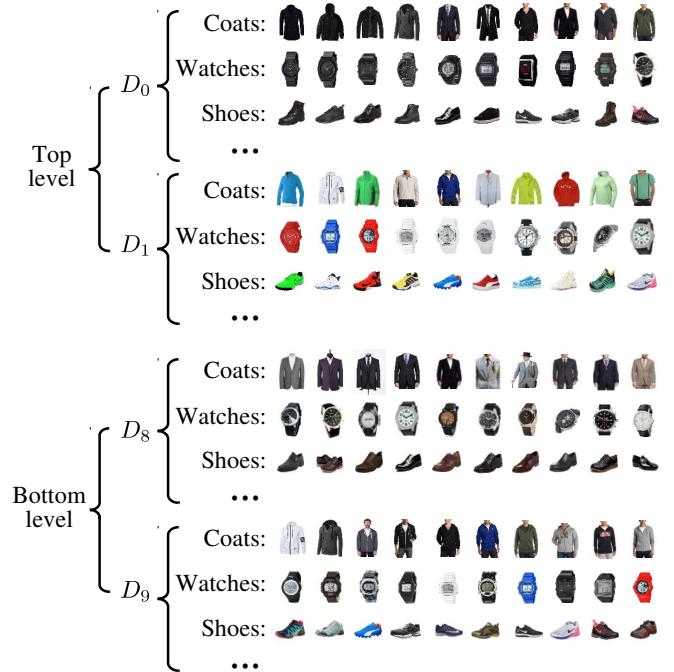 Top
level
D0
Coats:
Watches:
Shoes:
...
D1
Coats:
Watches:
Shoes:
...
Bottom
level
D8
Coats:
Watches:
Shoes:
...
D9
Coats:
Watches:
Shoes:
...